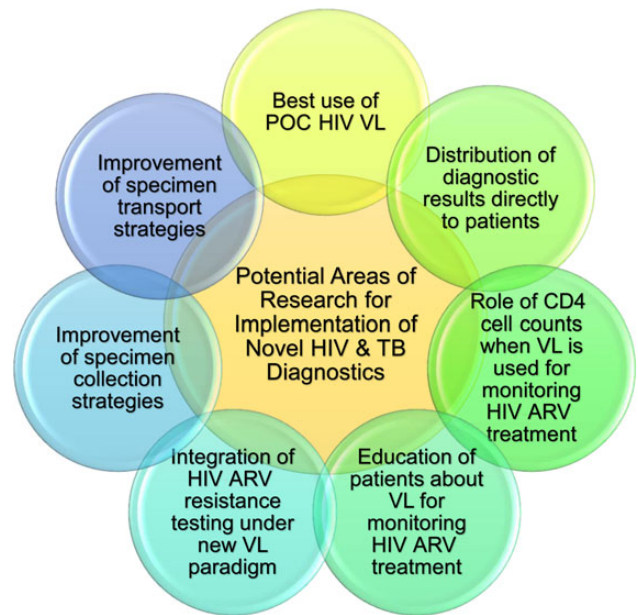 Best use of
POC HIV VL
Distribution of
diagnostic
results directly
to patients
Role of CD4
cell counts
when VL is
used for
monitoring
HIV ARV
treatment
Education of
patients about
VL for
monitoring
HIV ARV
treatment
Integration of
HIV ARV
resistance
testing under
new VL
paradigm
Improvement
of specimen
collection
strategies
Improvement
of specimen
transport
strategies
Potential Areas of
Research for
Implementation of
Novel HIV & TB
Diagnostics